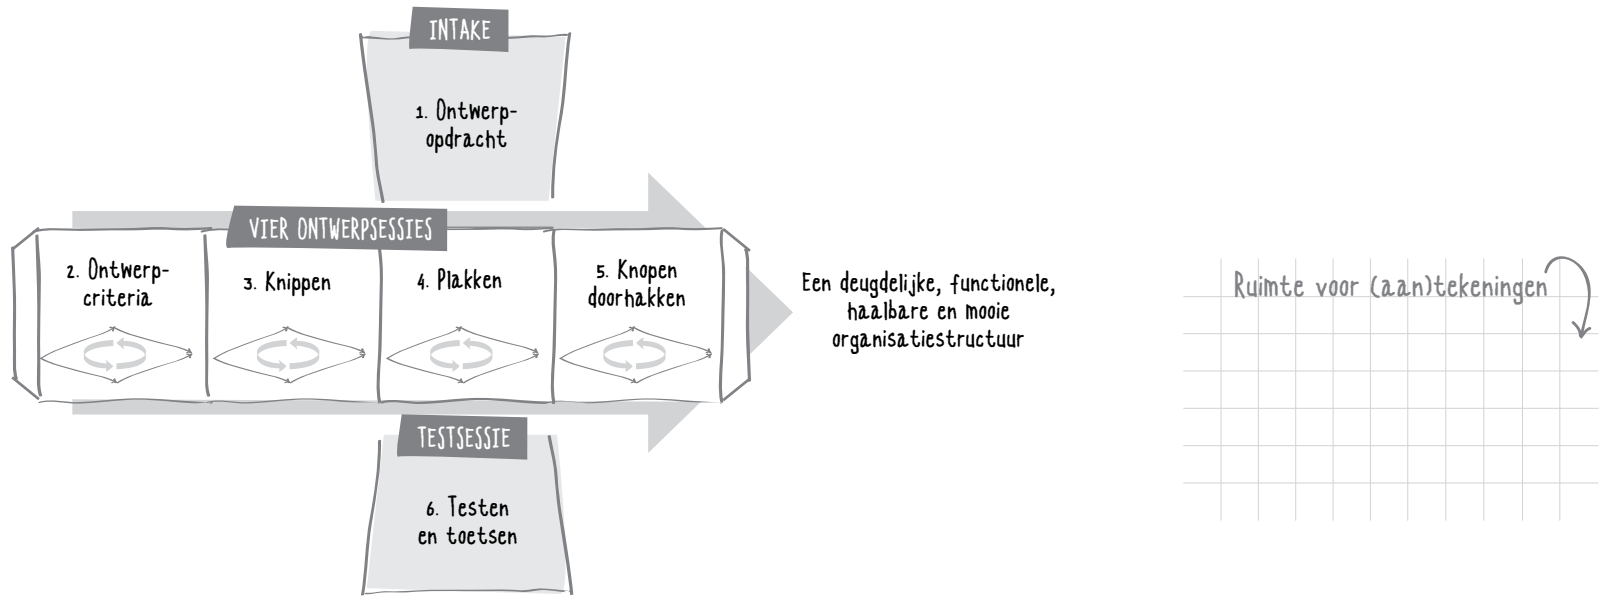 INTAKE
1. Ontwerp-
opdracht
VIER ONTWERPSESSIES
2. Ontwerp-
criteria
3. Knippen
4. Plakken
5. Knopen
doorhakken
Een deugdelijke, functionele,
haalbare en mooie
organisatiestructuur
Ruimte voor (aan)tekeningen
TESTSESSIE
6. Testen
en toetsen